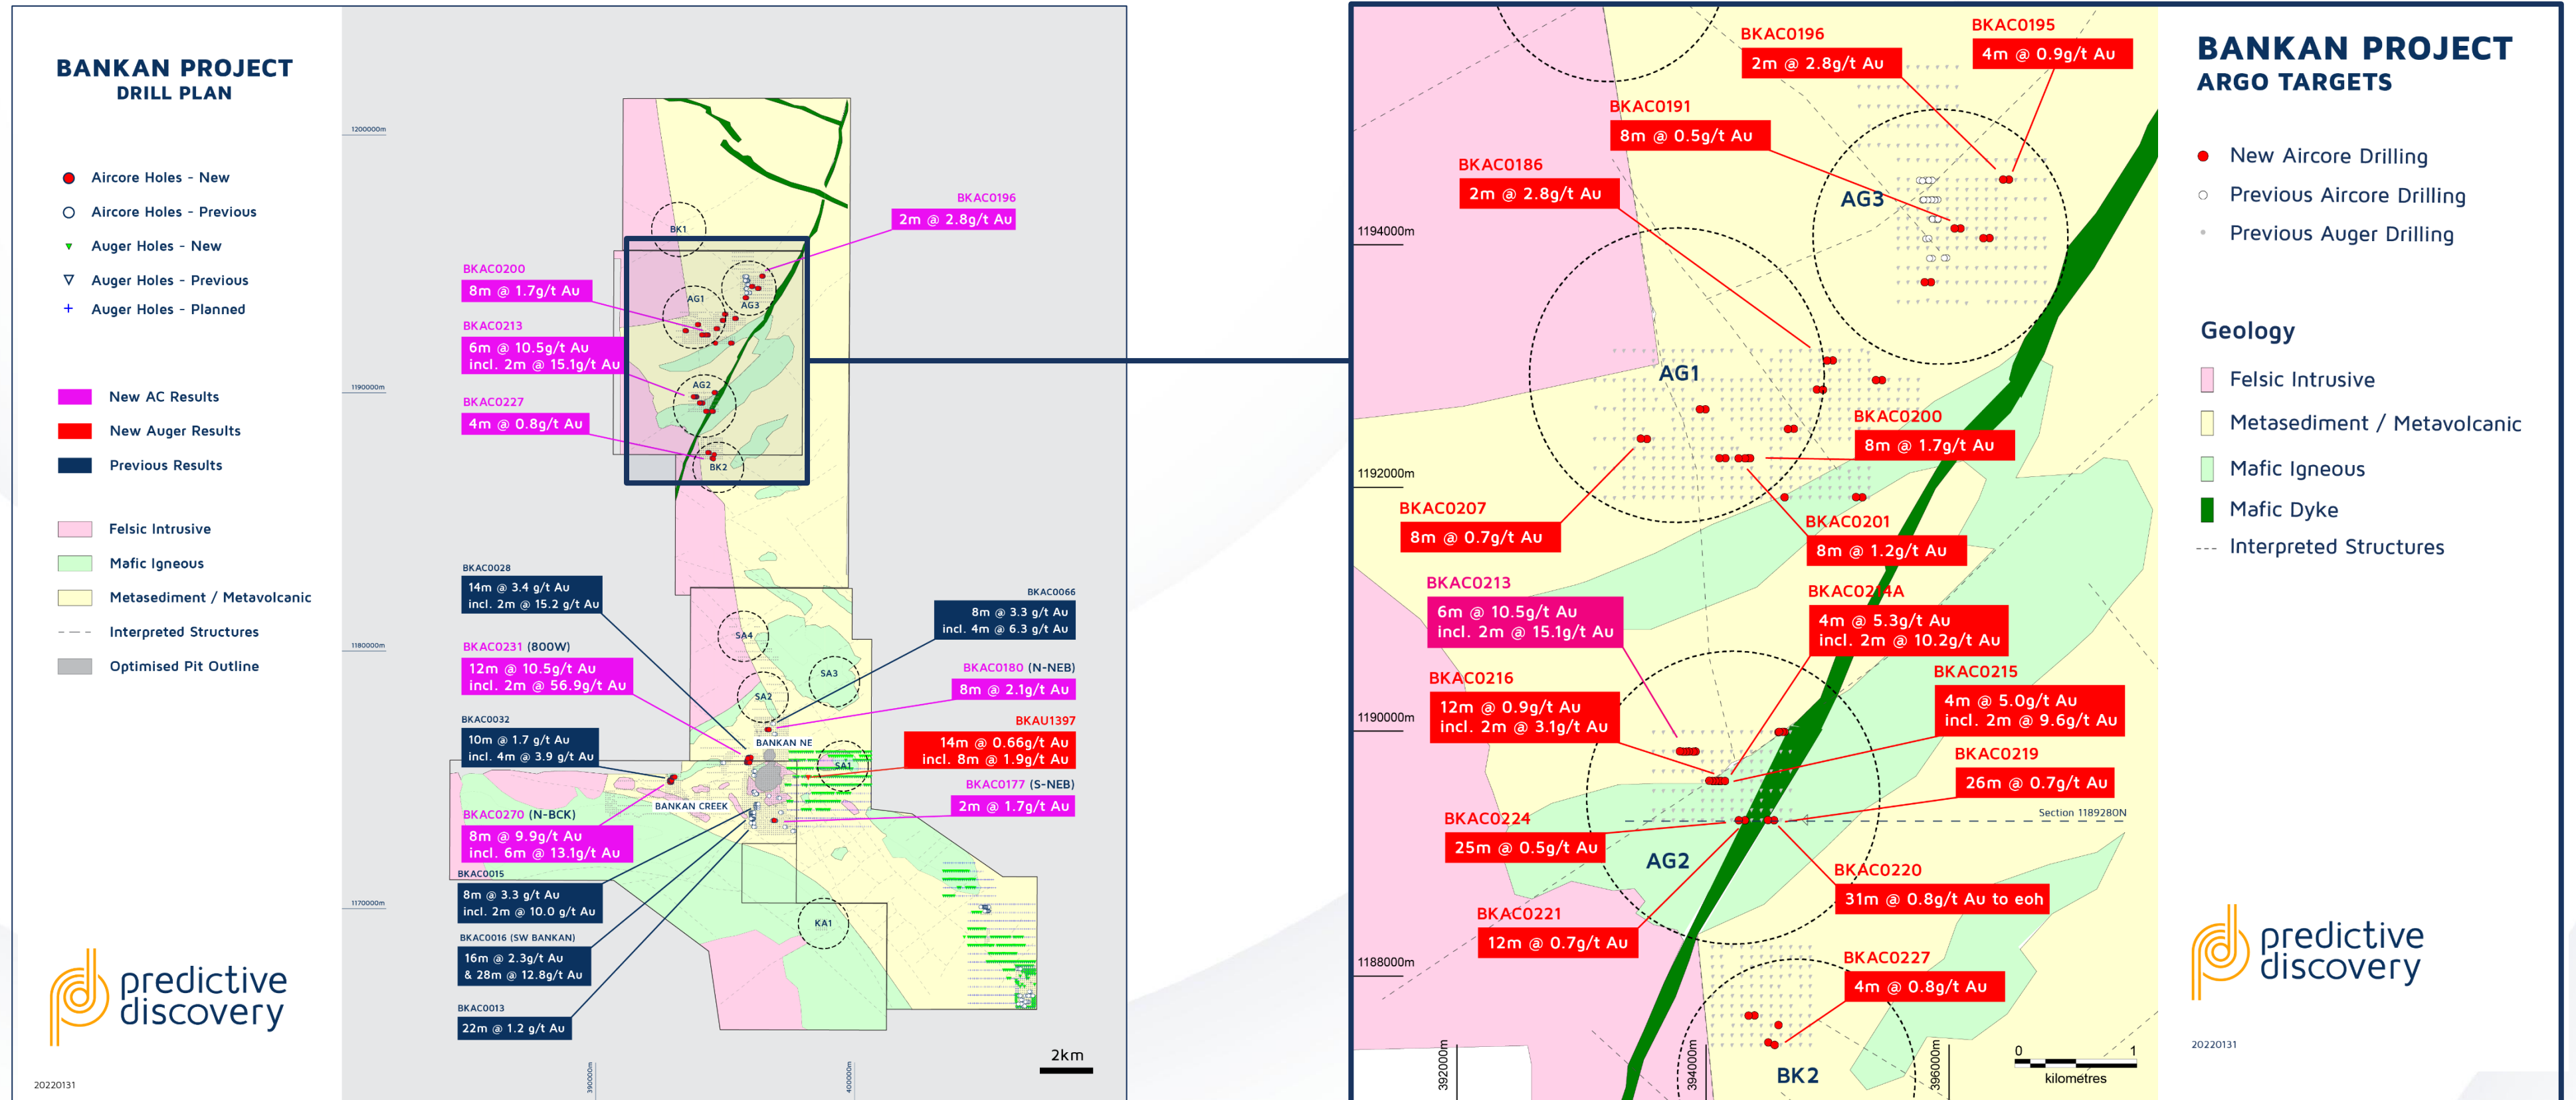 BANKAN PROJECT
DRILL PLAN
Aircore Holes - New
Aircore Holes - Previous
Auger Holes - New
Auger Holes - Previous
Auger Holes - Planned
New AC Results
New Auger Results
Previous Results
Felsic Intrusive
Mafic Igneous
Metasediment / Metavolcanic
Interpreted Structures
Optimised Pit Outline
predictive
discovery
20220131
1200000m
1190000m
1180000m
1170000m
390000m
400000m
2km
BKAC0196
2m @ 2.8g/t Au
BK1
BKAC0200
8m @ 1.7g/t Au
AG1
AG3
BKAC0213
6m @ 10.5g/t Au
incl. 2m @ 15.1g/t Au
AG2
BKAC0227
4m @ 0.8g/t Au
BK2
BKAC0028
14m @ 3.4 g/t Au
incl. 2m @ 15.2 g/t Au
BKAC0066
8m @ 3.3 g/t Au
incl. 4m @ 6.3 g/t Au
SA4
BKAC0231 (800W)
12m @ 10.5g/t Au
incl. 2m @ 56.9g/t Au
SA3
SA2
BKAC0180 (N-NEB)
8m @ 2.1g/t Au
BKAC0032
10m @ 1.7 g/t Au
incl. 4m @ 3.9 g/t Au
BKAU1397
14m @ 0.66g/t Au
incl. 8m @ 1.9g/t Au
BANKAN NE
SA1
BKAC0177 (S-NEB)
2m @ 1.7g/t Au
BANKAN CREEK
BKAC0270 (N-BCK)
8m @ 9.9g/t Au
incl. 6m @ 13.1g/t Au
BKAC0015
8m @ 3.3 g/t Au
incl. 2m @ 10.0 g/t Au
KA1
BKAC0016 (SW BANKAN)
16m @ 2.3g/t Au
& 28m @ 12.8g/t Au
BKAC0013
22m @ 1.2 g/t Au
BKAC0196
2m @ 2.8g/t Au
BKAC0195
4m @ 0.9g/t Au
BKAC0191
8m @ 0.5g/t Au
BKAC0186
2m @ 2.8g/t Au
AG3
1194000m
AG1
BKAC0200
8m @ 1.7g/t Au
1192000m
BKAC0207
8m @ 0.7g/t Au
BKAC0201
8m @ 1.2g/t Au
BKAC0213
6m @ 10.5g/t Au
incl. 2m @ 15.1g/t Au
BKAC0214A
4m @ 5.3g/t Au
incl. 2m @ 10.2g/t Au
BKAC0216
12m @ 0.9g/t Au
incl. 2m @ 3.1g/t Au
BKAC0215
4m @ 5.0g/t Au
incl. 2m @ 9.6g/t Au
1190000m
BKAC0219
26m @ 0.7g/t Au
Section 1189280N
BKAC0224
25m @ 0.5g/t Au
AG2
BKAC0220
31m @ 0.8g/t Au to eoh
BKAC0221
12m @ 0.7g/t Au
1188000m
BKAC0227
4m @ 0.8g/t Au
BK2
392000m
394000m
396000m
0 1
kilometres
BANKAN PROJECT
ARGO TARGETS
New Aircore Drilling
Previous Aircore Drilling
Previous Auger Drilling
Geology
Felsic Intrusive
Metasediment / Metavolcanic
Mafic Igneous
Mafic Dyke
Interpreted Structures
predictive
discovery
20220131